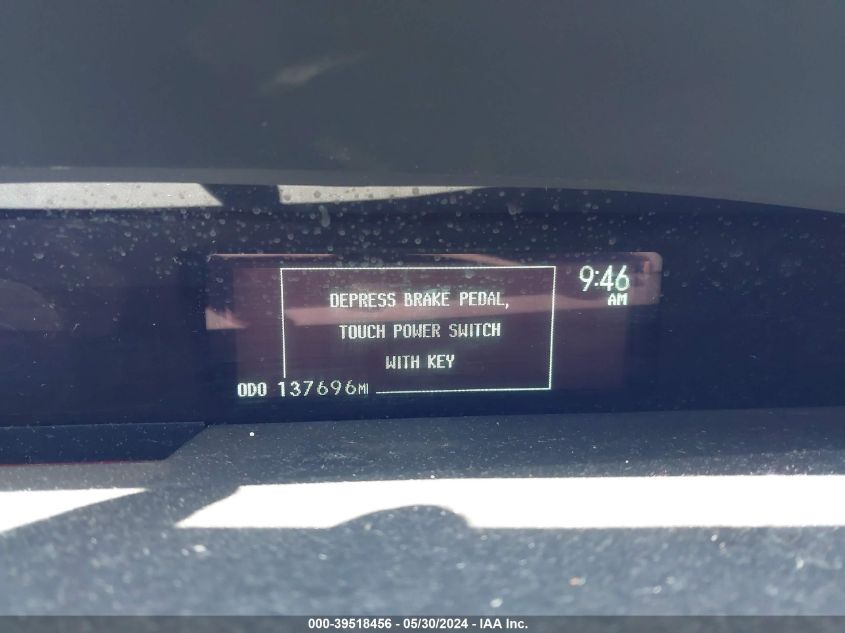 9:46
AM
DEPRESS BRAKE PEDAL,
TOUCH POWER SWITCH
WITH KEY
ODO 137696MI
000-39518456 - 05/30/2024 - IAA Inc.